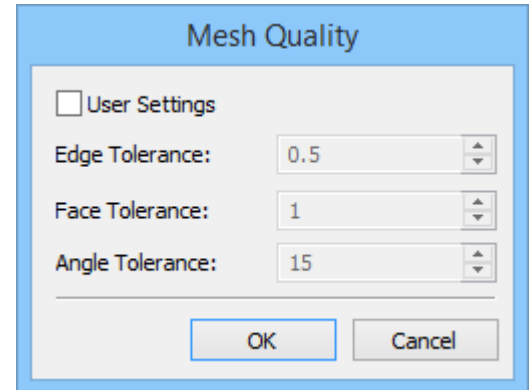 Mesh Quality
User Settings
Edge Tolerance: 0.5
Face Tolerance: 1
Angle Tolerance: 15
OK Cancel